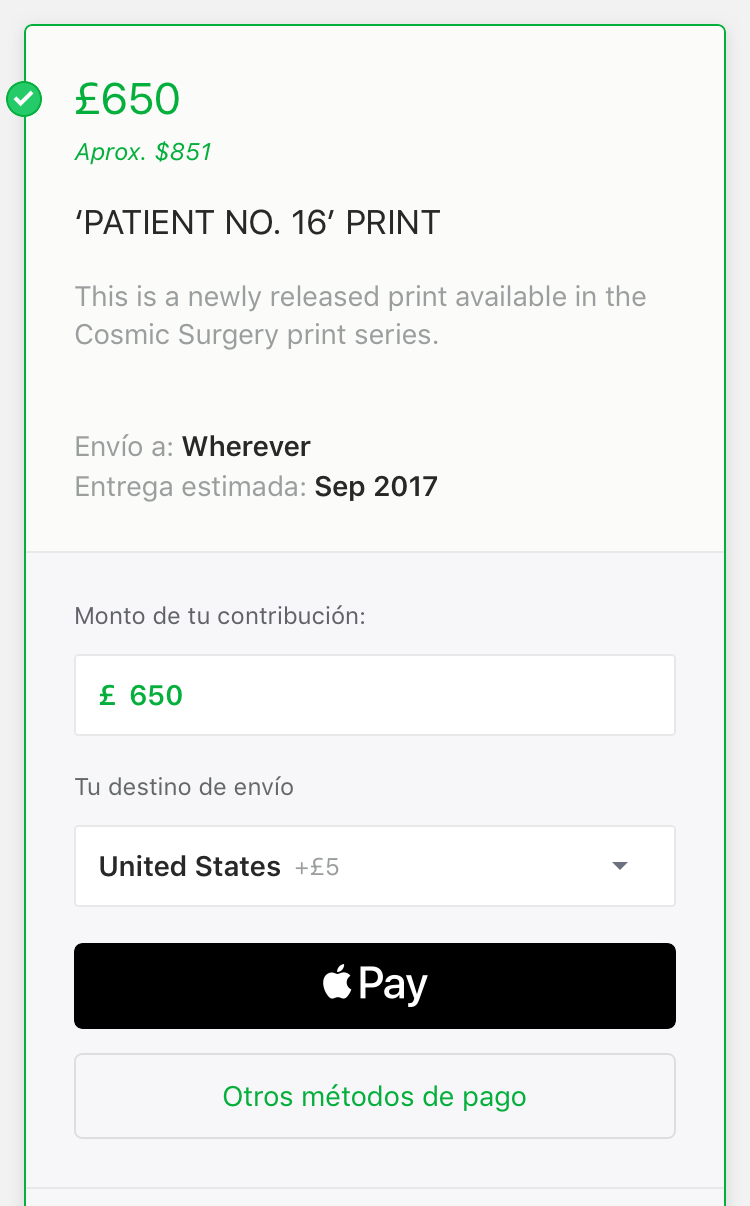 £650
Aprox. $851
‘PATIENT NO. 16’ PRINT
This is a newly released print available in the
Cosmic Surgery print series.
Envío a: Wherever
Entrega estimada: Sep 2017
Monto de tu contribución:
£ 650
Tu destino de envío
United States +£5
Pay
Otros métodos de pago